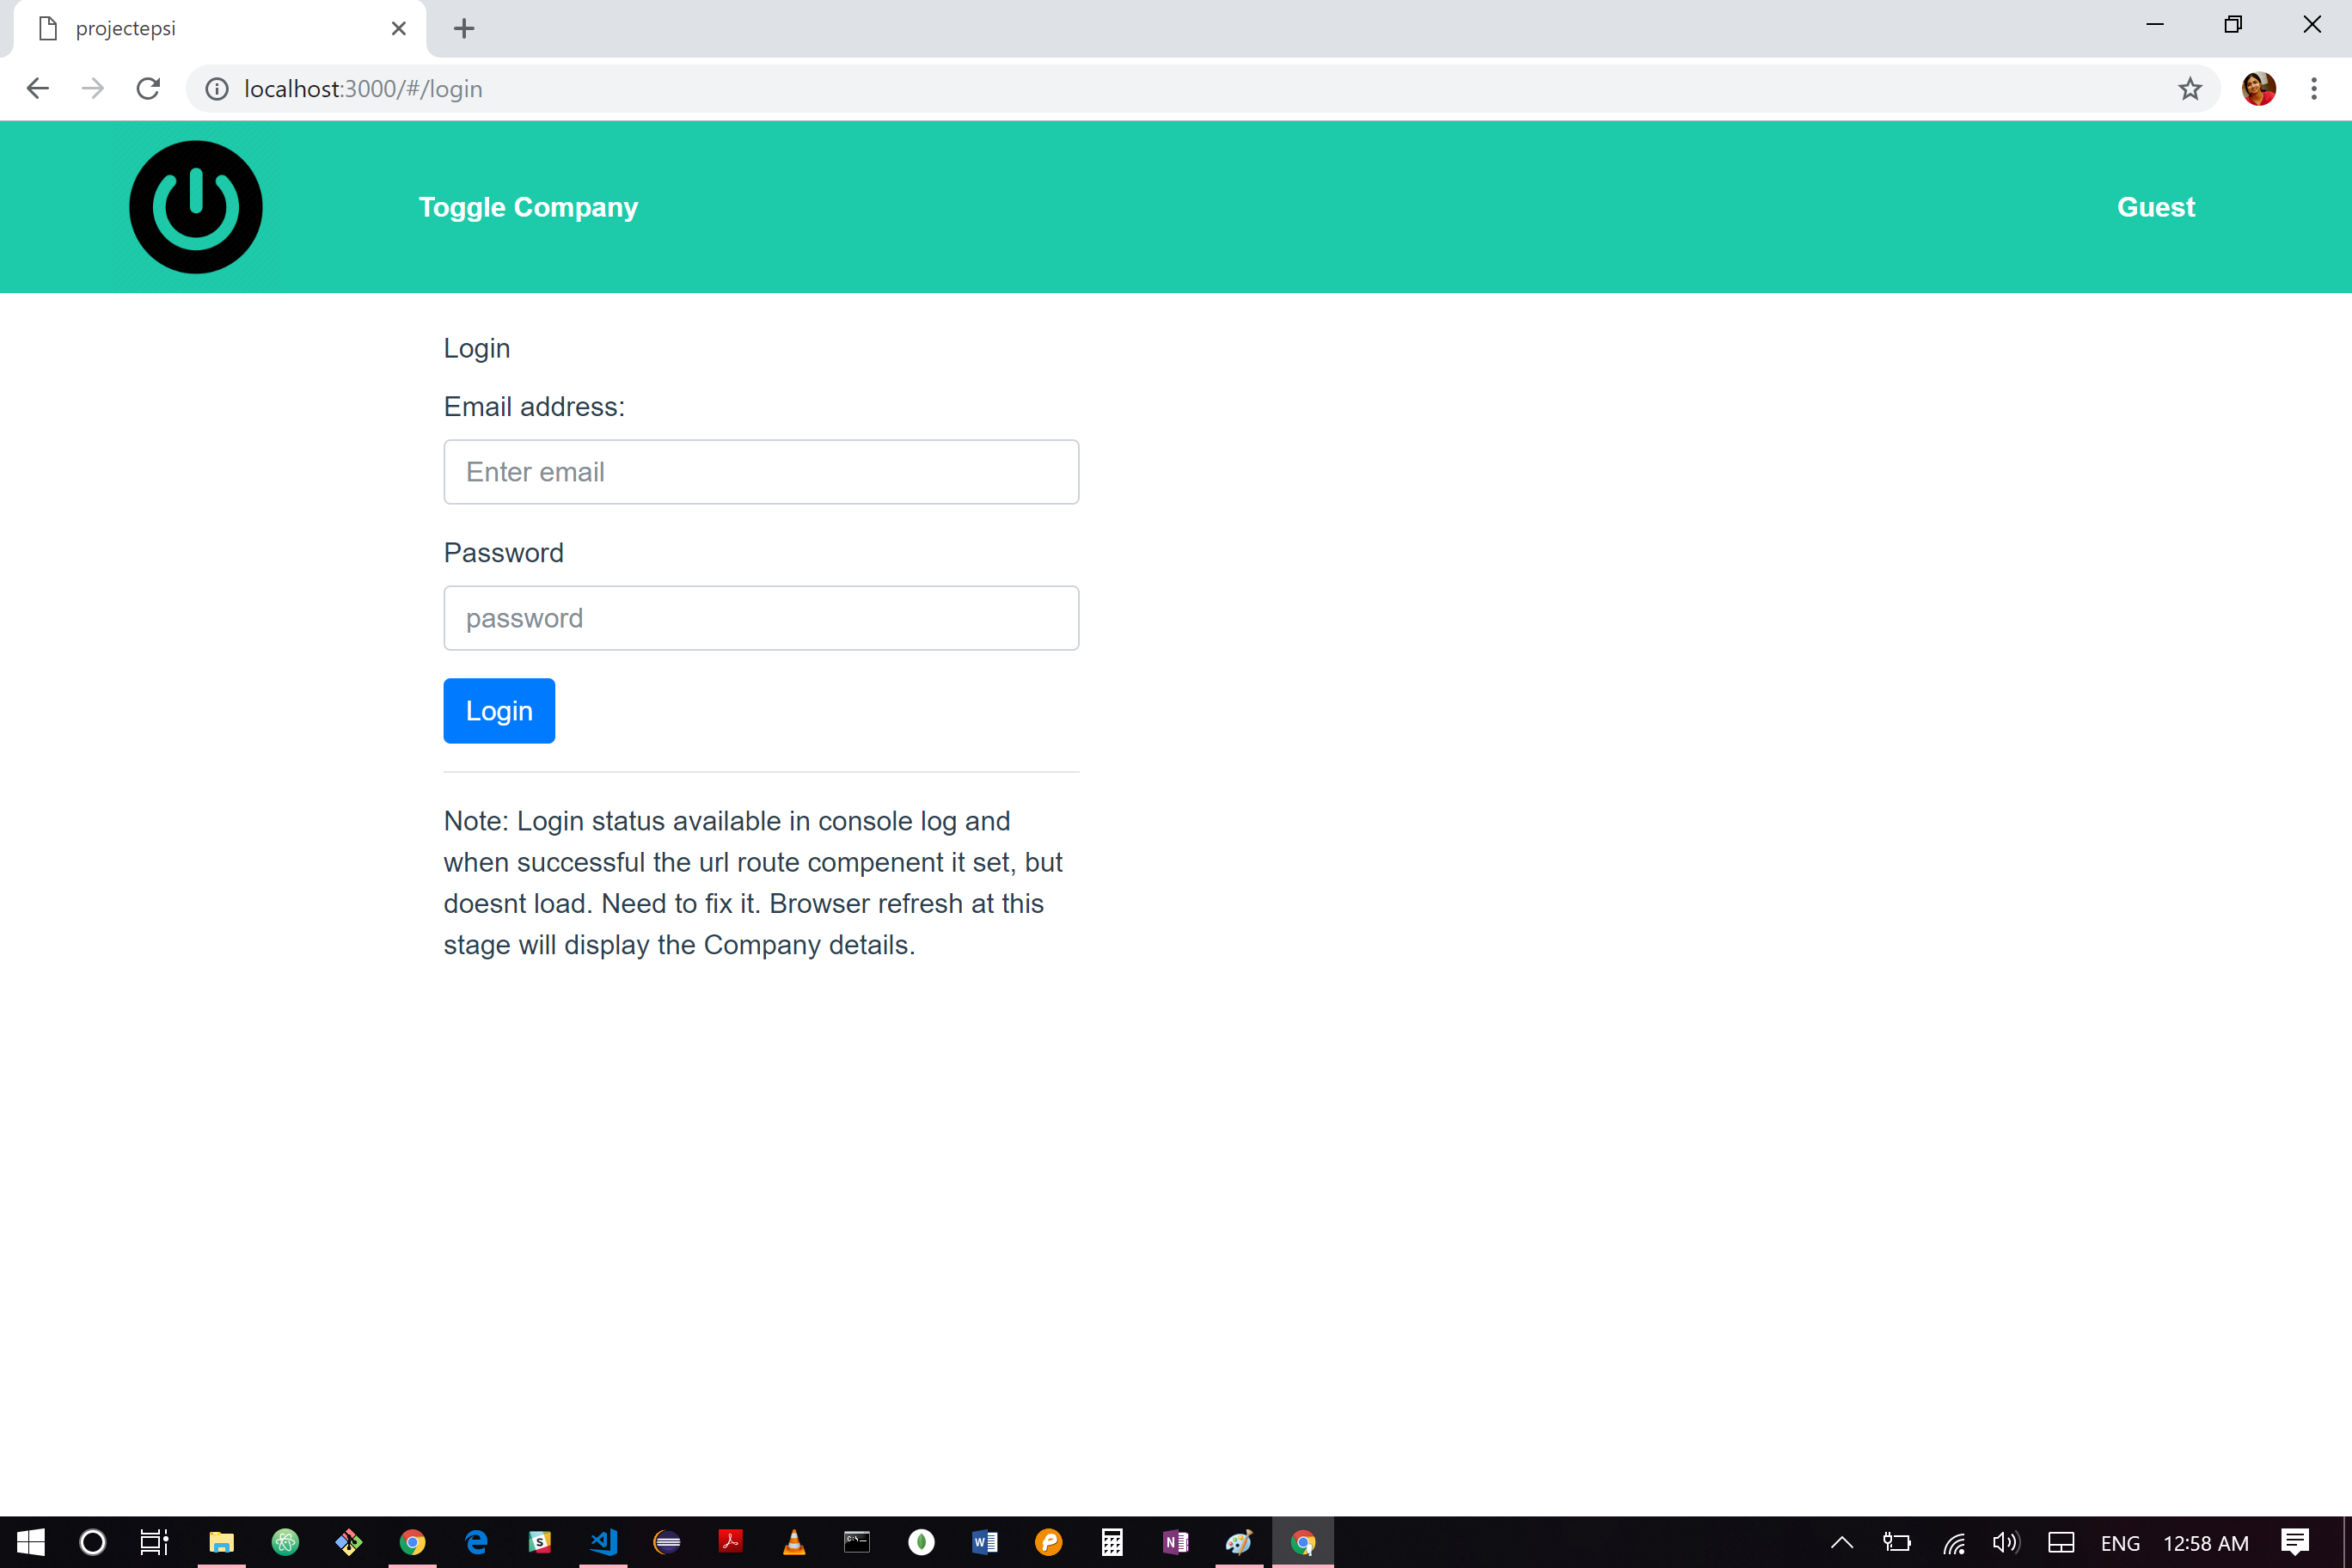 projectepsi
localhost:3000/#/login
Toggle Company
Guest
Login
Email address:
Enter email
Password
password
Login
Note: Login status available in console log and
when successful the url route compenent it set, but
doesnt load. Need to fix it. Browser refresh at this
stage will display the Company details.
ENG 12:58 AM